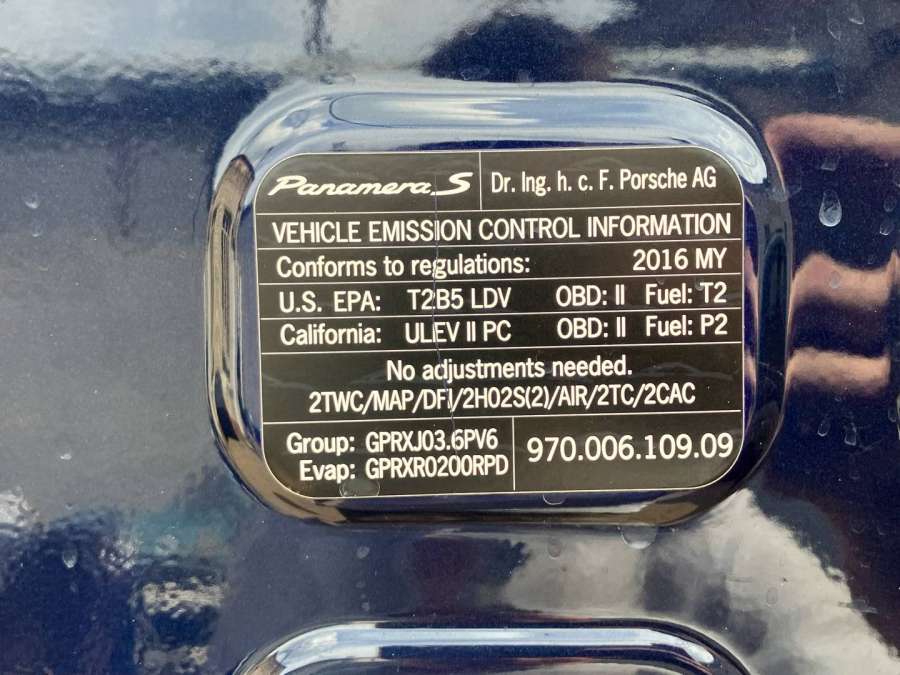 Panamera S
Dr. Ing. h. c. F. Porsche AG
VEHICLE EMISSION CONTROL INFORMATION
Conforms to regulations: 2016 MY
U.S. EPA: T2B5 LDV OBD: II Fuel: T2
California: ULEV II PC OBD: II Fuel: P2
No adjustments needed.
2TWC/MAP/DFI/2HO2S(2)/AIR/2TC/2CAC
Group: GPRXJ03.6PV6
Evap: GPRXR0200RPD
970.006.109.09